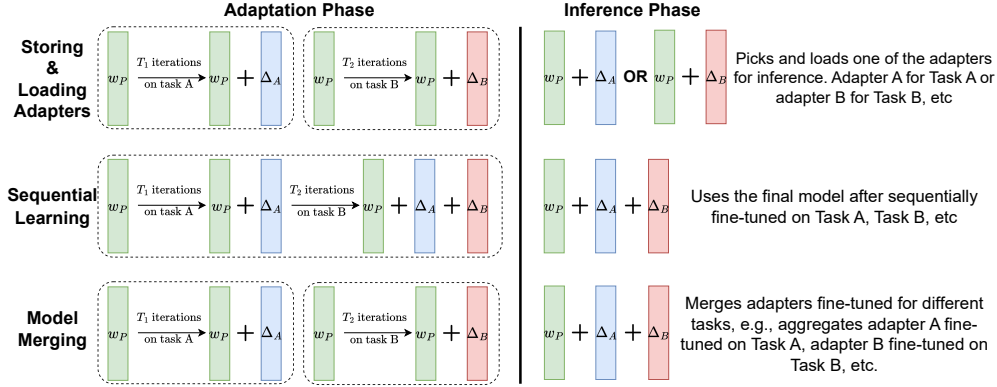 Adaptation Phase
Inference Phase
Storing
&
Loading
Adapters
w_P
T_1 iterations
on task A
w_P + Δ_A
w_P
T_2 iterations
on task B
w_P + Δ_B
w_P + Δ_A OR w_P + Δ_B
Picks and loads one of the adapters
for inference. Adapter A for Task A or
adapter B for Task B, etc
Sequential
Learning
w_P
T_1 iterations
on task A
w_P + Δ_A
T_2 iterations
on task B
w_P + Δ_A + Δ_B
w_P + Δ_A + Δ_B
Uses the final model after sequentially
fine-tuned on Task A, Task B, etc
Model
Merging
w_P
T_1 iterations
on task A
w_P + Δ_A
w_P
T_2 iterations
on task B
w_P + Δ_B
w_P + Δ_A + Δ_B
Merges adapters fine-tuned for different
tasks, e.g., aggregates adapter A fine-
tuned on Task A, adapter B fine-tuned on
Task B, etc.